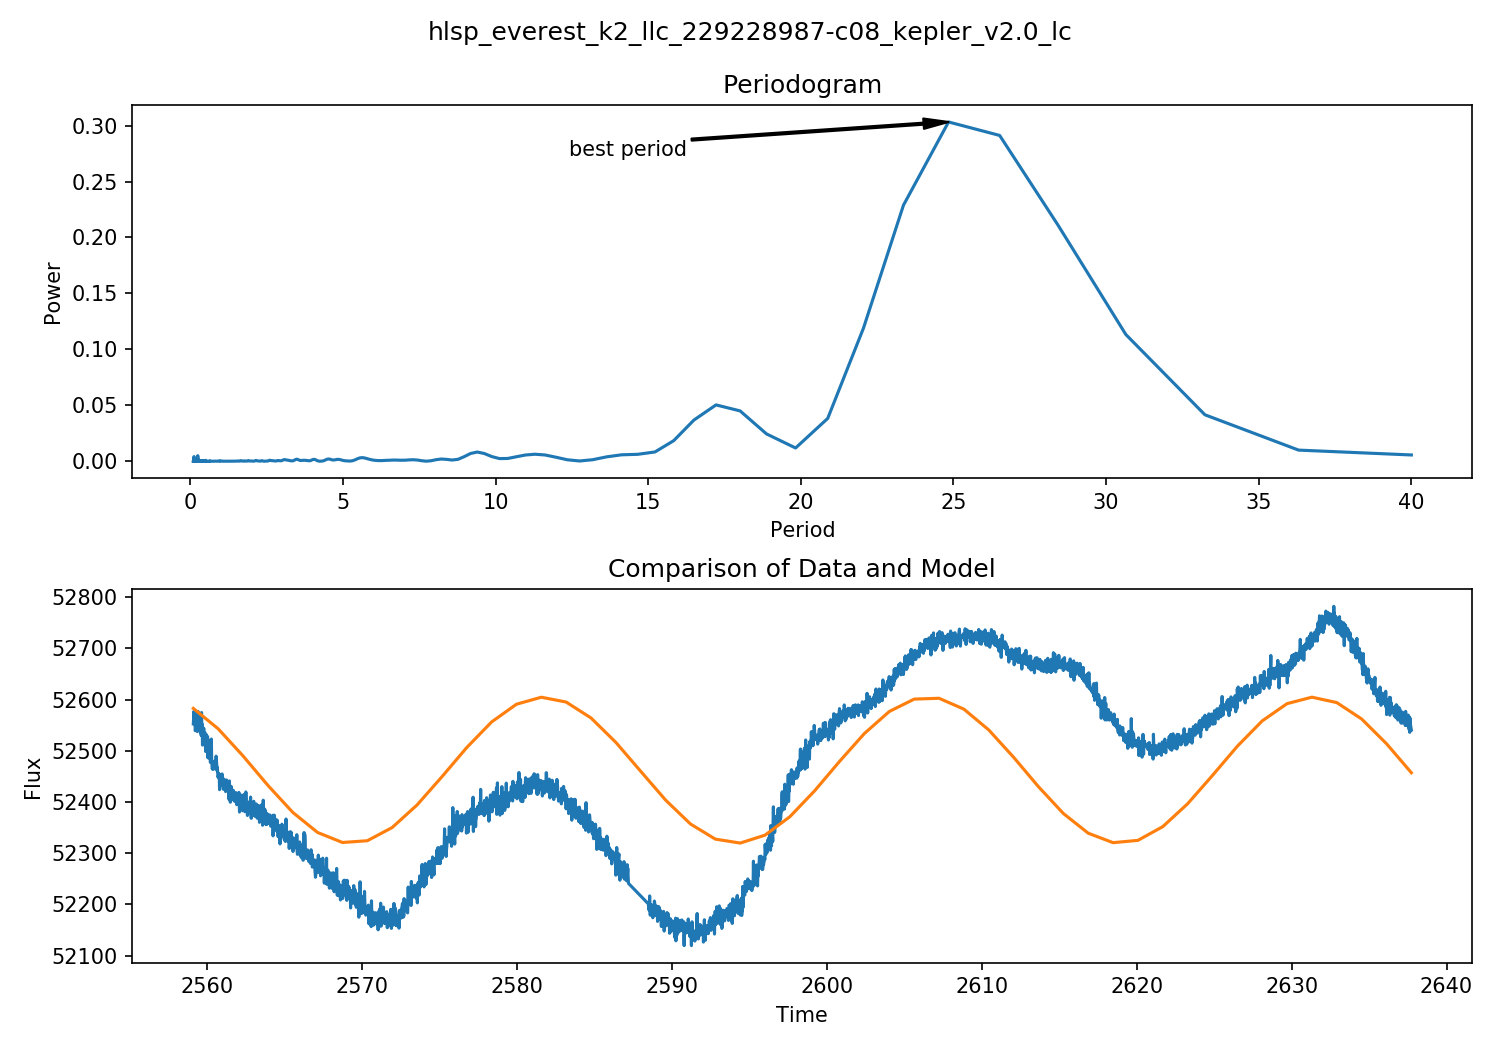 hlsp_everest_k2_llc_229228987-c08_kepler_v2.0_lc
Periodogram
best period
Power
0.30
0.25
0.20
0.15
0.10
0.05
0.00
0 5 10 15 20 25 30 35 40
Period
Comparison of Data and Model
Flux
52800
52700
52600
52500
52400
52300
52200
52100
2560 2570 2580 2590 2600 2610 2620 2630 2640
Time